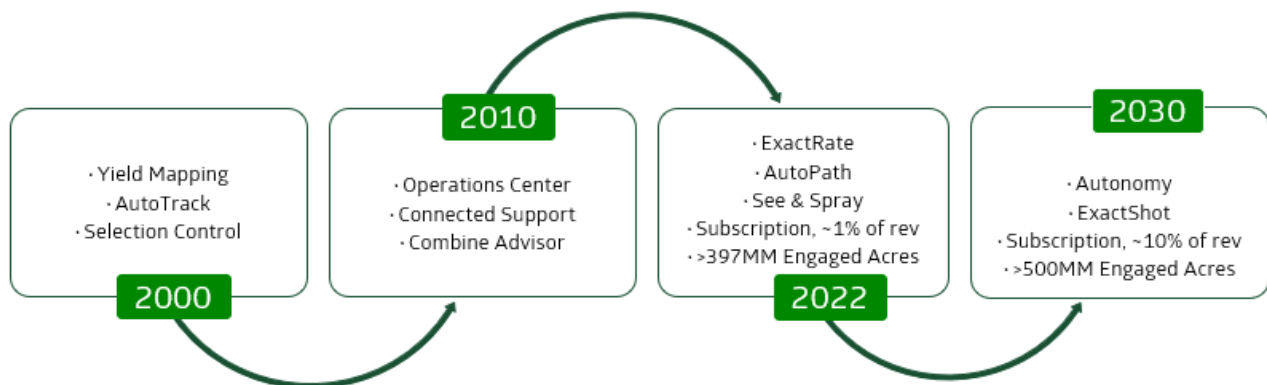 2000
· Yield Mapping
· AutoTrack
· Selection Control
2010
· Operations Center
· Connected Support
· Combine Advisor
2022
· ExactRate
· AutoPath
· See & Spray
· Subscription, ~1% of rev
· >397MM Engaged Acres
2030
· Autonomy
· ExactShot
· Subscription, ~10% of rev
· >500MM Engaged Acres